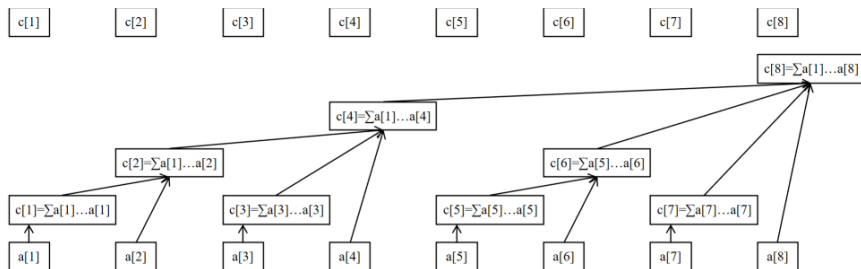 c[1] c[2] c[3] c[4] c[5] c[6] c[7] c[8]
c[8]=∑a[1]…a[8]
c[4]=∑a[1]…a[4]
c[2]=∑a[1]…a[2] c[6]=∑a[5]…a[6]
c[1]=∑a[1]…a[1] c[3]=∑a[3]…a[3] c[5]=∑a[5]…a[5] c[7]=∑a[7]…a[7]
a[1] a[2] a[3] a[4] a[5] a[6] a[7] a[8]